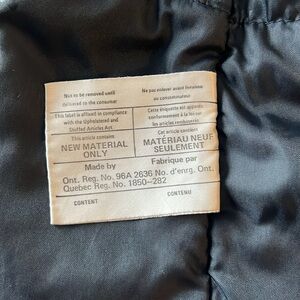 Not to be removed until
delivered to the consumer
Ne pas enlever avant livraison
au consommateur
This label is affixed in compliance
with the Upholstered and
Stuffed Articles Act
Cette étiquette est apposée
conformément à la loi sur
les articles rembourrés
This article contains
NEW MATERIAL
ONLY
Cet article contient
MATÉRIAU NEUF
SEULEMENT
Made by Fabrique par
Ont. Reg. No. 96A 2636 No. d'enrg. Ont.
Quebec Reg. No. 1850-282
CONTENT CONTENU